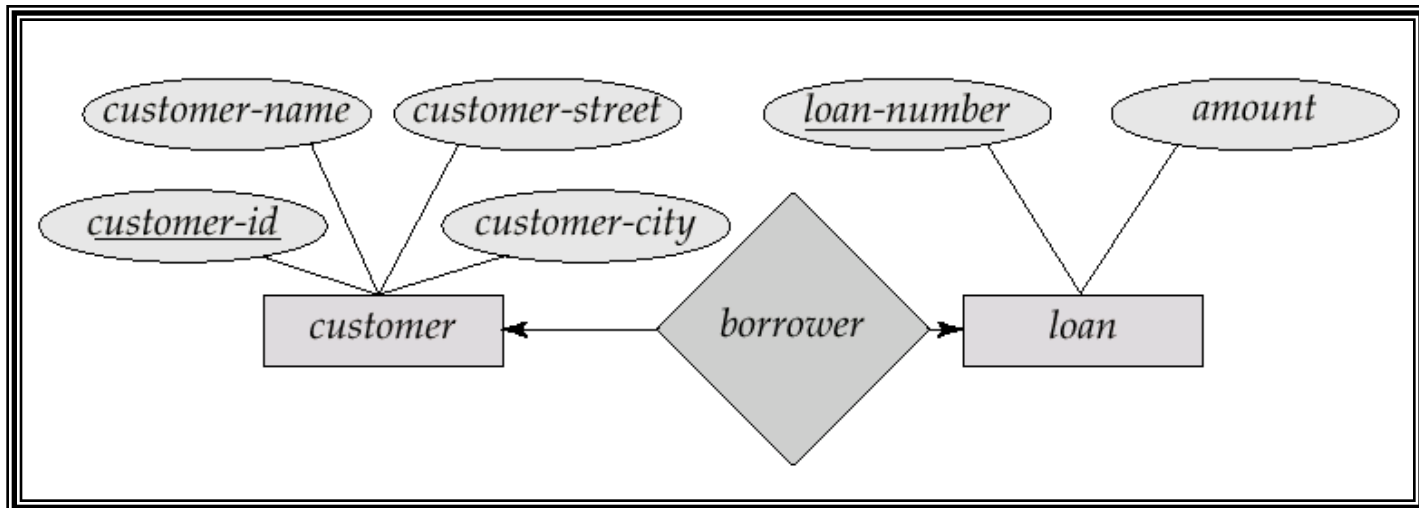 customer-name
customer-street
loan-number
amount
customer-id
customer-city
customer
borrower
loan